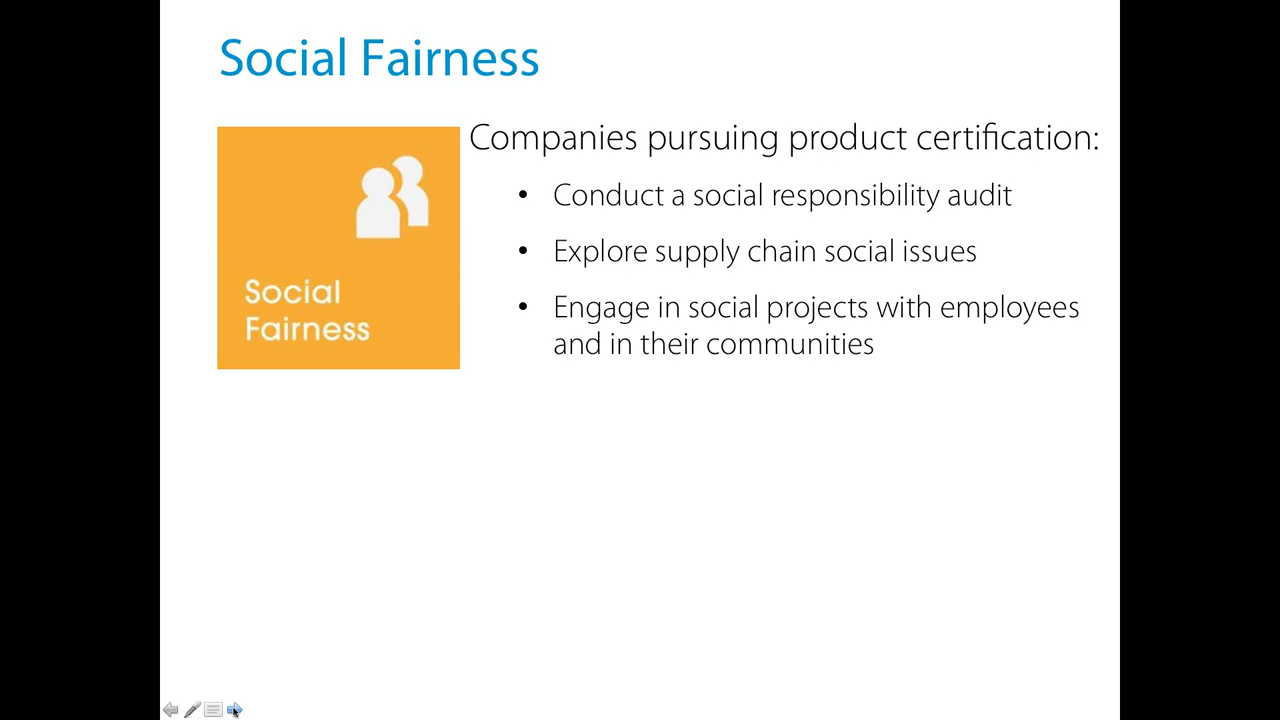 Social Fairness
Companies pursuing product certification:
Social
Fairness
• Conduct a social responsibility audit
• Explore supply chain social issues
• Engage in social projects with employees
and in their communities